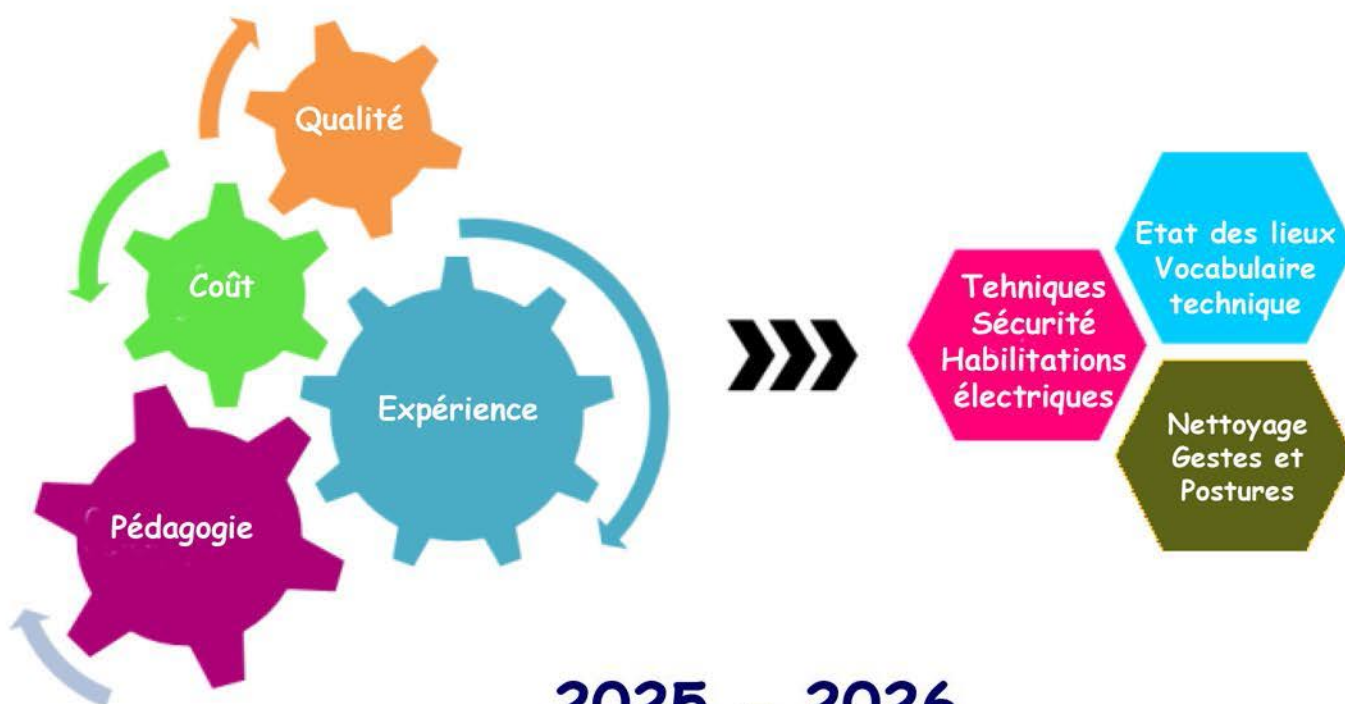 Qualité
Coût
Expérience
Pédagogie
Tehniques
Sécurité
Habilitations
électriques
Etat des lieux
Vocabulaire
technique
Nettoyage
Gestes et
Postures
2025 - 2026